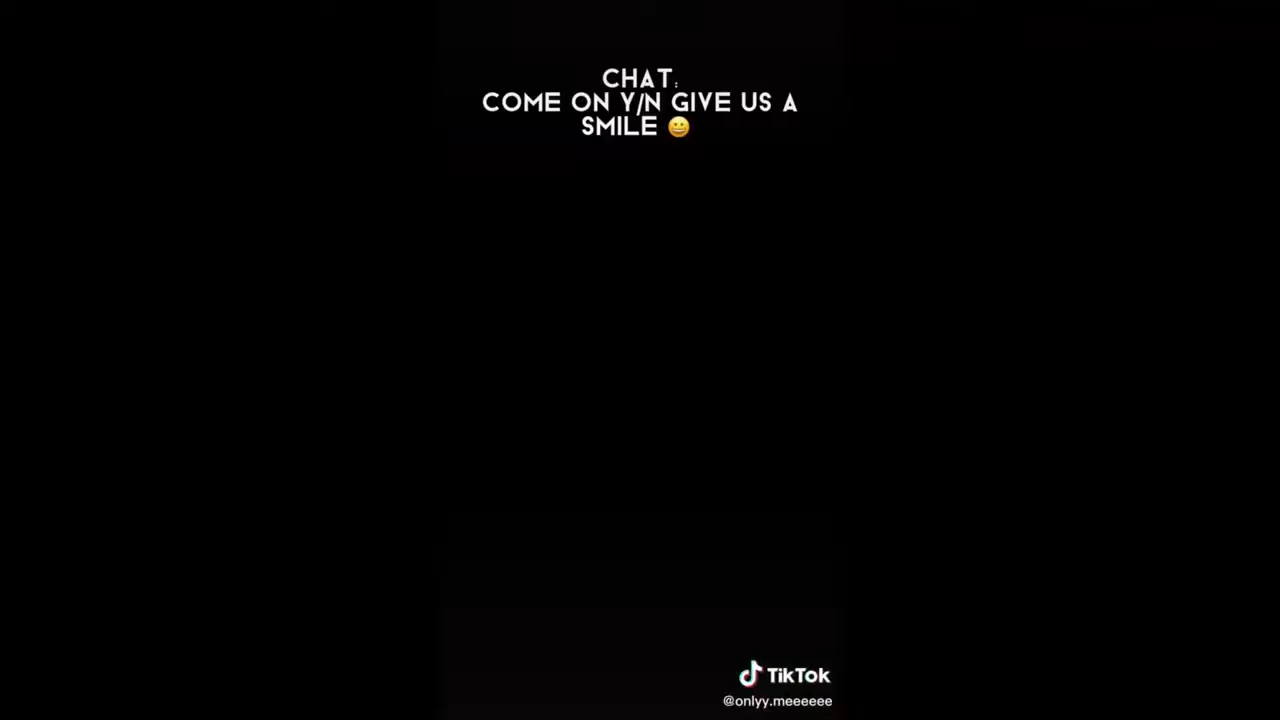 CHAT:
COME ON Y/N GIVE US A
SMILE 😀
TikTok
@onlyy.meeeeee